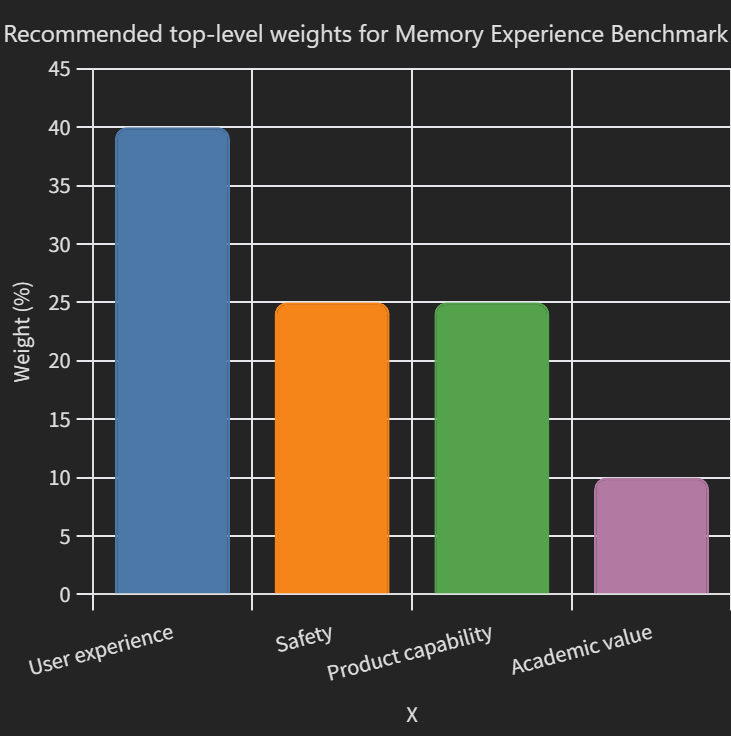 Recommended top-level weights for Memory Experience Benchmark
45
40
35
30
25
20
15
10
5
0
Weight (%)
User experience
Safety
Product capability
Academic value
X